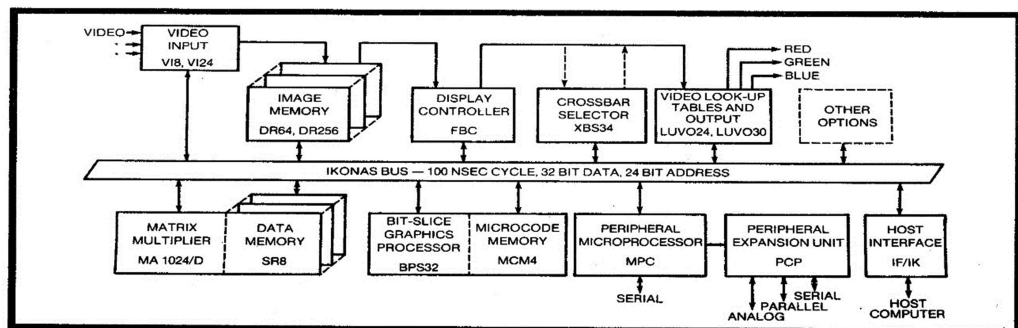 VIDEO
VIDEO
INPUT
VI8, VI24
IMAGE
MEMORY
DR64, DR256
DISPLAY
CONTROLLER
FBC
CROSSBAR
SELECTOR
XBS34
VIDEO LOOK-UP
TABLES AND
OUTPUT
LUVO24, LUVO30
RED
GREEN
BLUE
OTHER
OPTIONS
IKONAS BUS — 100 NSEC CYCLE, 32 BIT DATA, 24 BIT ADDRESS
MATRIX
MULTIPLIER
MA 1024/D
DATA
MEMORY
SR8
BIT-SLICE
GRAPHICS
PROCESSOR
BPS32
MICROCODE
MEMORY
MCM4
PERIPHERAL
MICROPROCESSOR
MPC
SERIAL
PERIPHERAL
EXPANSION UNIT
PCP
ANALOG
PARALLEL
SERIAL
HOST
INTERFACE
IF/IK
HOST
COMPUTER